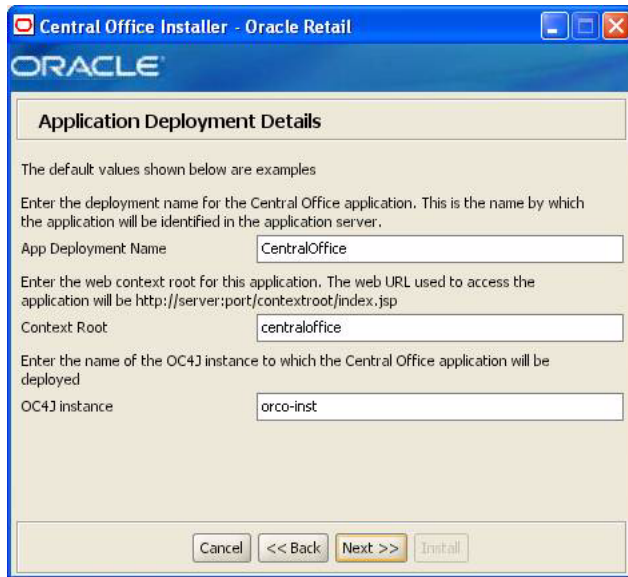 Central Office Installer - Oracle Retail
ORACLE
Application Deployment Details
The default values shown below are examples
Enter the deployment name for the Central Office application. This is the name by which
the application will be identified in the application server.
App Deployment Name CentralOffice
Enter the web context root for this application. The web URL used to access the
application will be http://server:port/contextroot/index.jsp
Context Root centraloffice
Enter the name of the OC4J instance to which the Central Office application will be
deployed
OC4J instance orco-inst
Cancel << Back Next >> Install